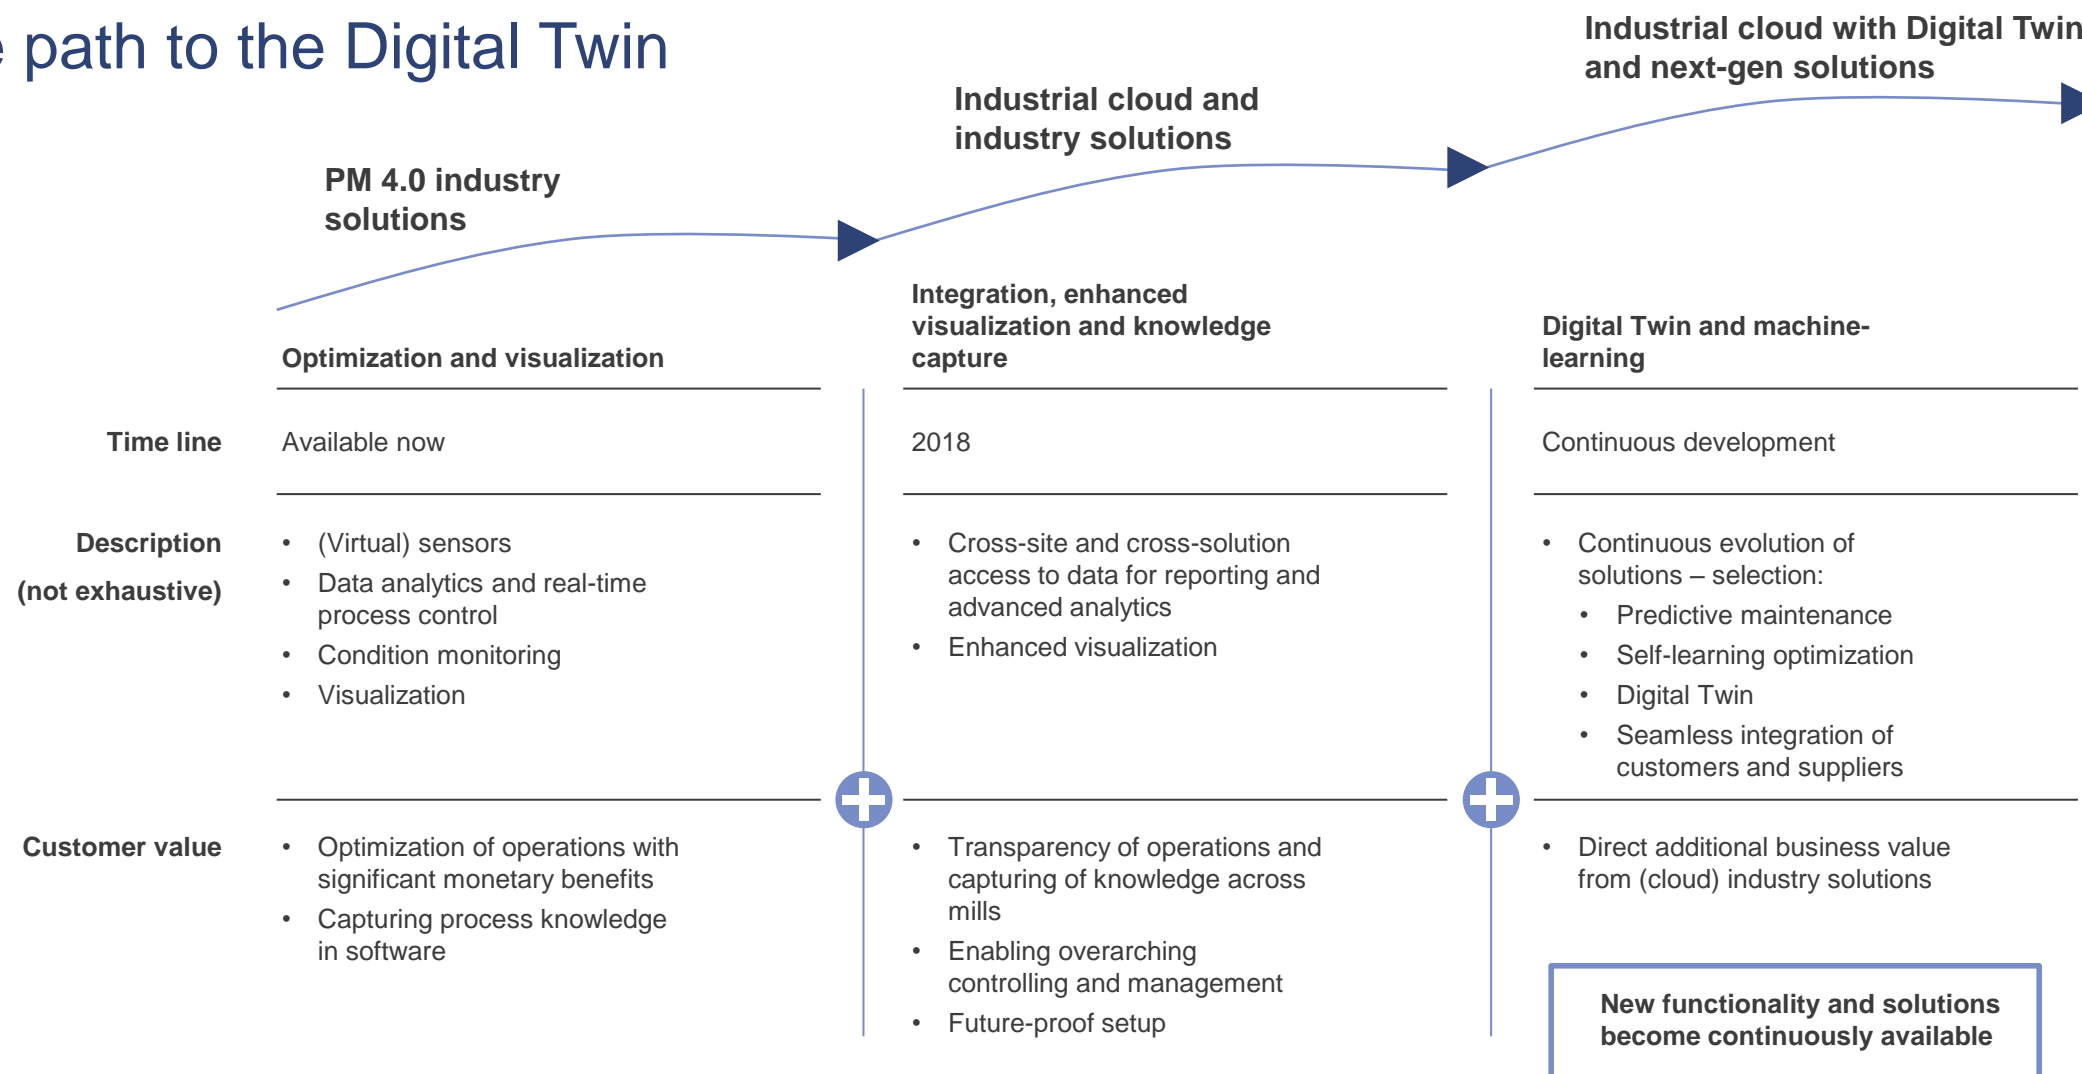 path to the Digital Twin
Industrial cloud with Digital Twin
and next-gen solutions
Industrial cloud and
industry solutions
PM 4.0 industry
solutions
Optimization and visualization
Integration, enhanced
visualization and knowledge
capture
Digital Twin and machine-
learning
Time line
Available now
2018
Continuous development
Description
(not exhaustive)
• (Virtual) sensors
• Data analytics and real-time
process control
• Condition monitoring
• Visualization
• Cross-site and cross-solution
access to data for reporting and
advanced analytics
• Enhanced visualization
• Continuous evolution of
solutions – selection:
• Predictive maintenance
• Self-learning optimization
• Digital Twin
• Seamless integration of
customers and suppliers
Customer value
• Optimization of operations with
significant monetary benefits
• Capturing process knowledge
in software
• Transparency of operations and
capturing of knowledge across
mills
• Enabling overarching
controlling and management
• Future-proof setup
• Direct additional business value
from (cloud) industry solutions
New functionality and solutions
become continuously available